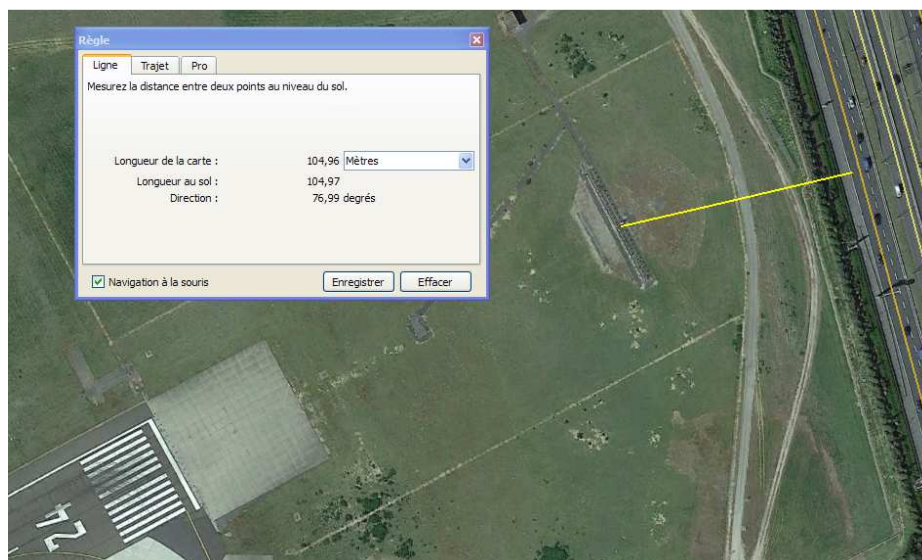 Règle
Ligne Trajet Pro
Mesurez la distance entre deux points au niveau du sol.
Longueur de la carte : 104,96 Mètres
Longueur au sol : 104,97
Direction : 76,99 degrés
Navigation à la souris Enregistrer Effacer
24